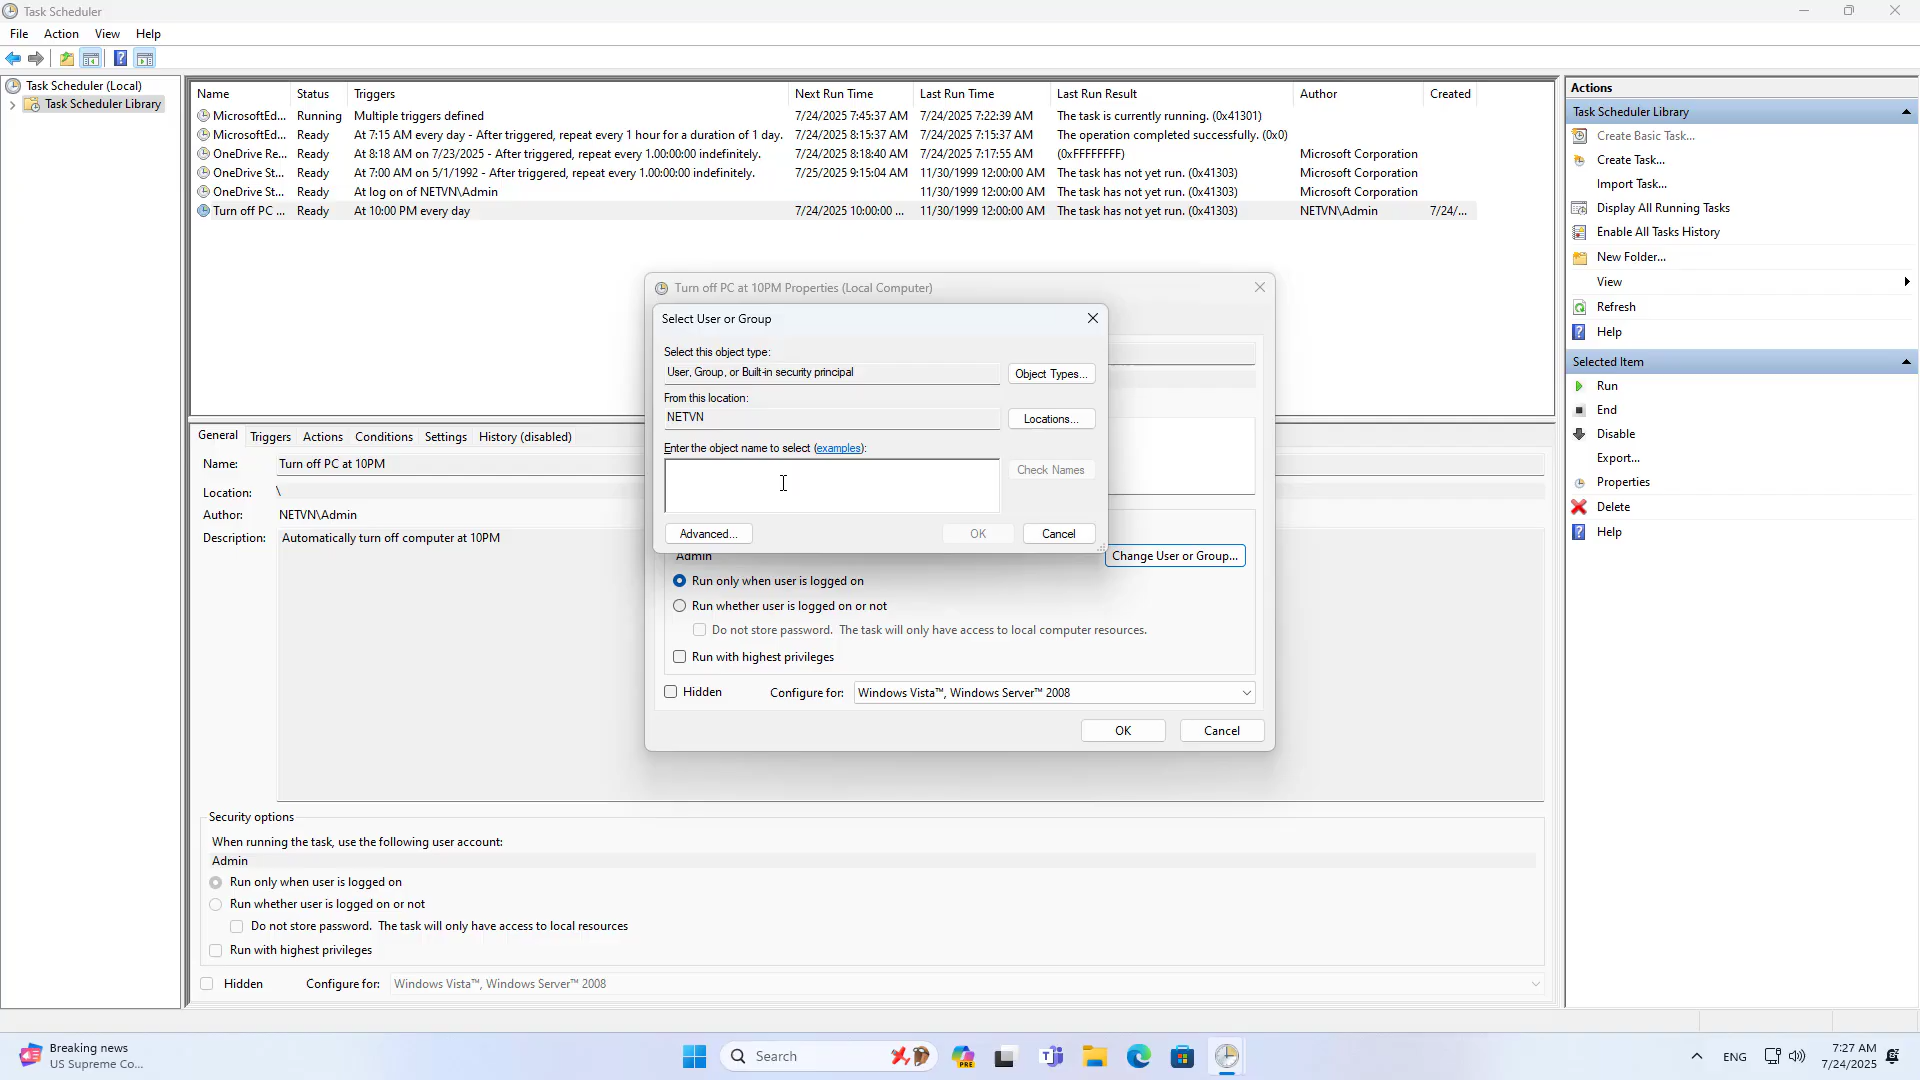 Task Scheduler
File Action View Help
Task Scheduler (Local)
Task Scheduler Library
Name Status Triggers Next Run Time Last Run Time Last Run Result Author Created
MicrosoftEd... Running Multiple triggers defined 7/24/2025 7:45:37 AM 7/24/2025 7:22:39 AM The task is currently running. (0x41301)
MicrosoftEd... Ready At 7:15 AM every day - After triggered, repeat every 1 hour for a duration of 1 day. 7/24/2025 8:15:37 AM 7/24/2025 7:15:37 AM The operation completed successfully. (0x0)
OneDrive Re... Ready At 8:18 AM on 7/23/2025 - After triggered, repeat every 1.00:00:00 indefinitely. 7/24/2025 8:18:40 AM 7/24/2025 7:17:55 AM (0xFFFFFFFF) Microsoft Corporation
OneDrive St... Ready At 7:00 AM on 5/1/1992 - After triggered, repeat every 1.00:00:00 indefinitely. 7/25/2025 9:15:04 AM 11/30/1999 12:00:00 AM The task has not yet run. (0x41303) Microsoft Corporation
OneDrive St... Ready At log on of NETVN\Admin 11/30/1999 12:00:00 AM The task has not yet run. (0x41303) Microsoft Corporation
Turn off PC ... Ready At 10:00 PM every day 7/24/2025 10:00:00 ... 11/30/1999 12:00:00 AM The task has not yet run. (0x41303) NETVN\Admin 7/24/...
General Triggers Actions Conditions Settings History (disabled)
Name: Turn off PC at 10PM
Location: \
Author: NETVN\Admin
Description: Automatically turn off computer at 10PM
Security options
When running the task, use the following user account:
Admin
Run only when user is logged on
Run whether user is logged on or not
Do not store password. The task will only have access to local resources
Run with highest privileges
Hidden Configure for: Windows Vista™, Windows Server™ 2008
Turn off PC at 10PM Properties (Local Computer)
Select User or Group
Select this object type:
User, Group, or Built-in security principal Object Types...
From this location:
NETVN Locations...
Enter the object name to select (examples):
Check Names
Advanced... OK Cancel
Admin Change User or Group...
Run only when user is logged on
Run whether user is logged on or not
Do not store password. The task will only have access to local computer resources.
Run with highest privileges
Hidden Configure for: Windows Vista™, Windows Server™ 2008
OK Cancel
Actions
Task Scheduler Library
Create Basic Task...
Create Task...
Import Task...
Display All Running Tasks
Enable All Tasks History
New Folder...
View
Refresh
Help
Selected Item
Run
End
Disable
Export...
Properties
Delete
Help
Breaking news
US Supreme Co...
Search
PRE
ENG
7:27 AM
7/24/2025